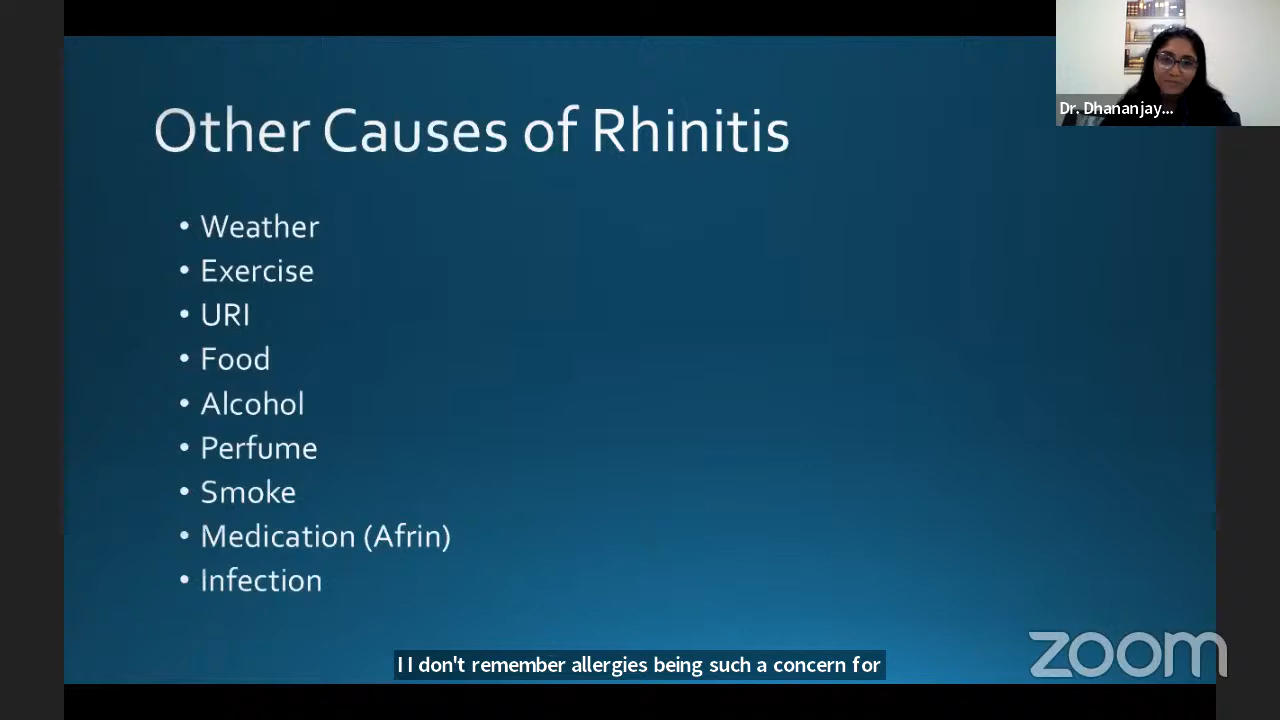 Other Causes of Rhinitis
Dr. Dhananjay...
• Weather
• Exercise
• URI
• Food
• Alcohol
• Perfume
• Smoke
• Medication (Afrin)
• Infection
I I don't remember allergies being such a concern for
zoom